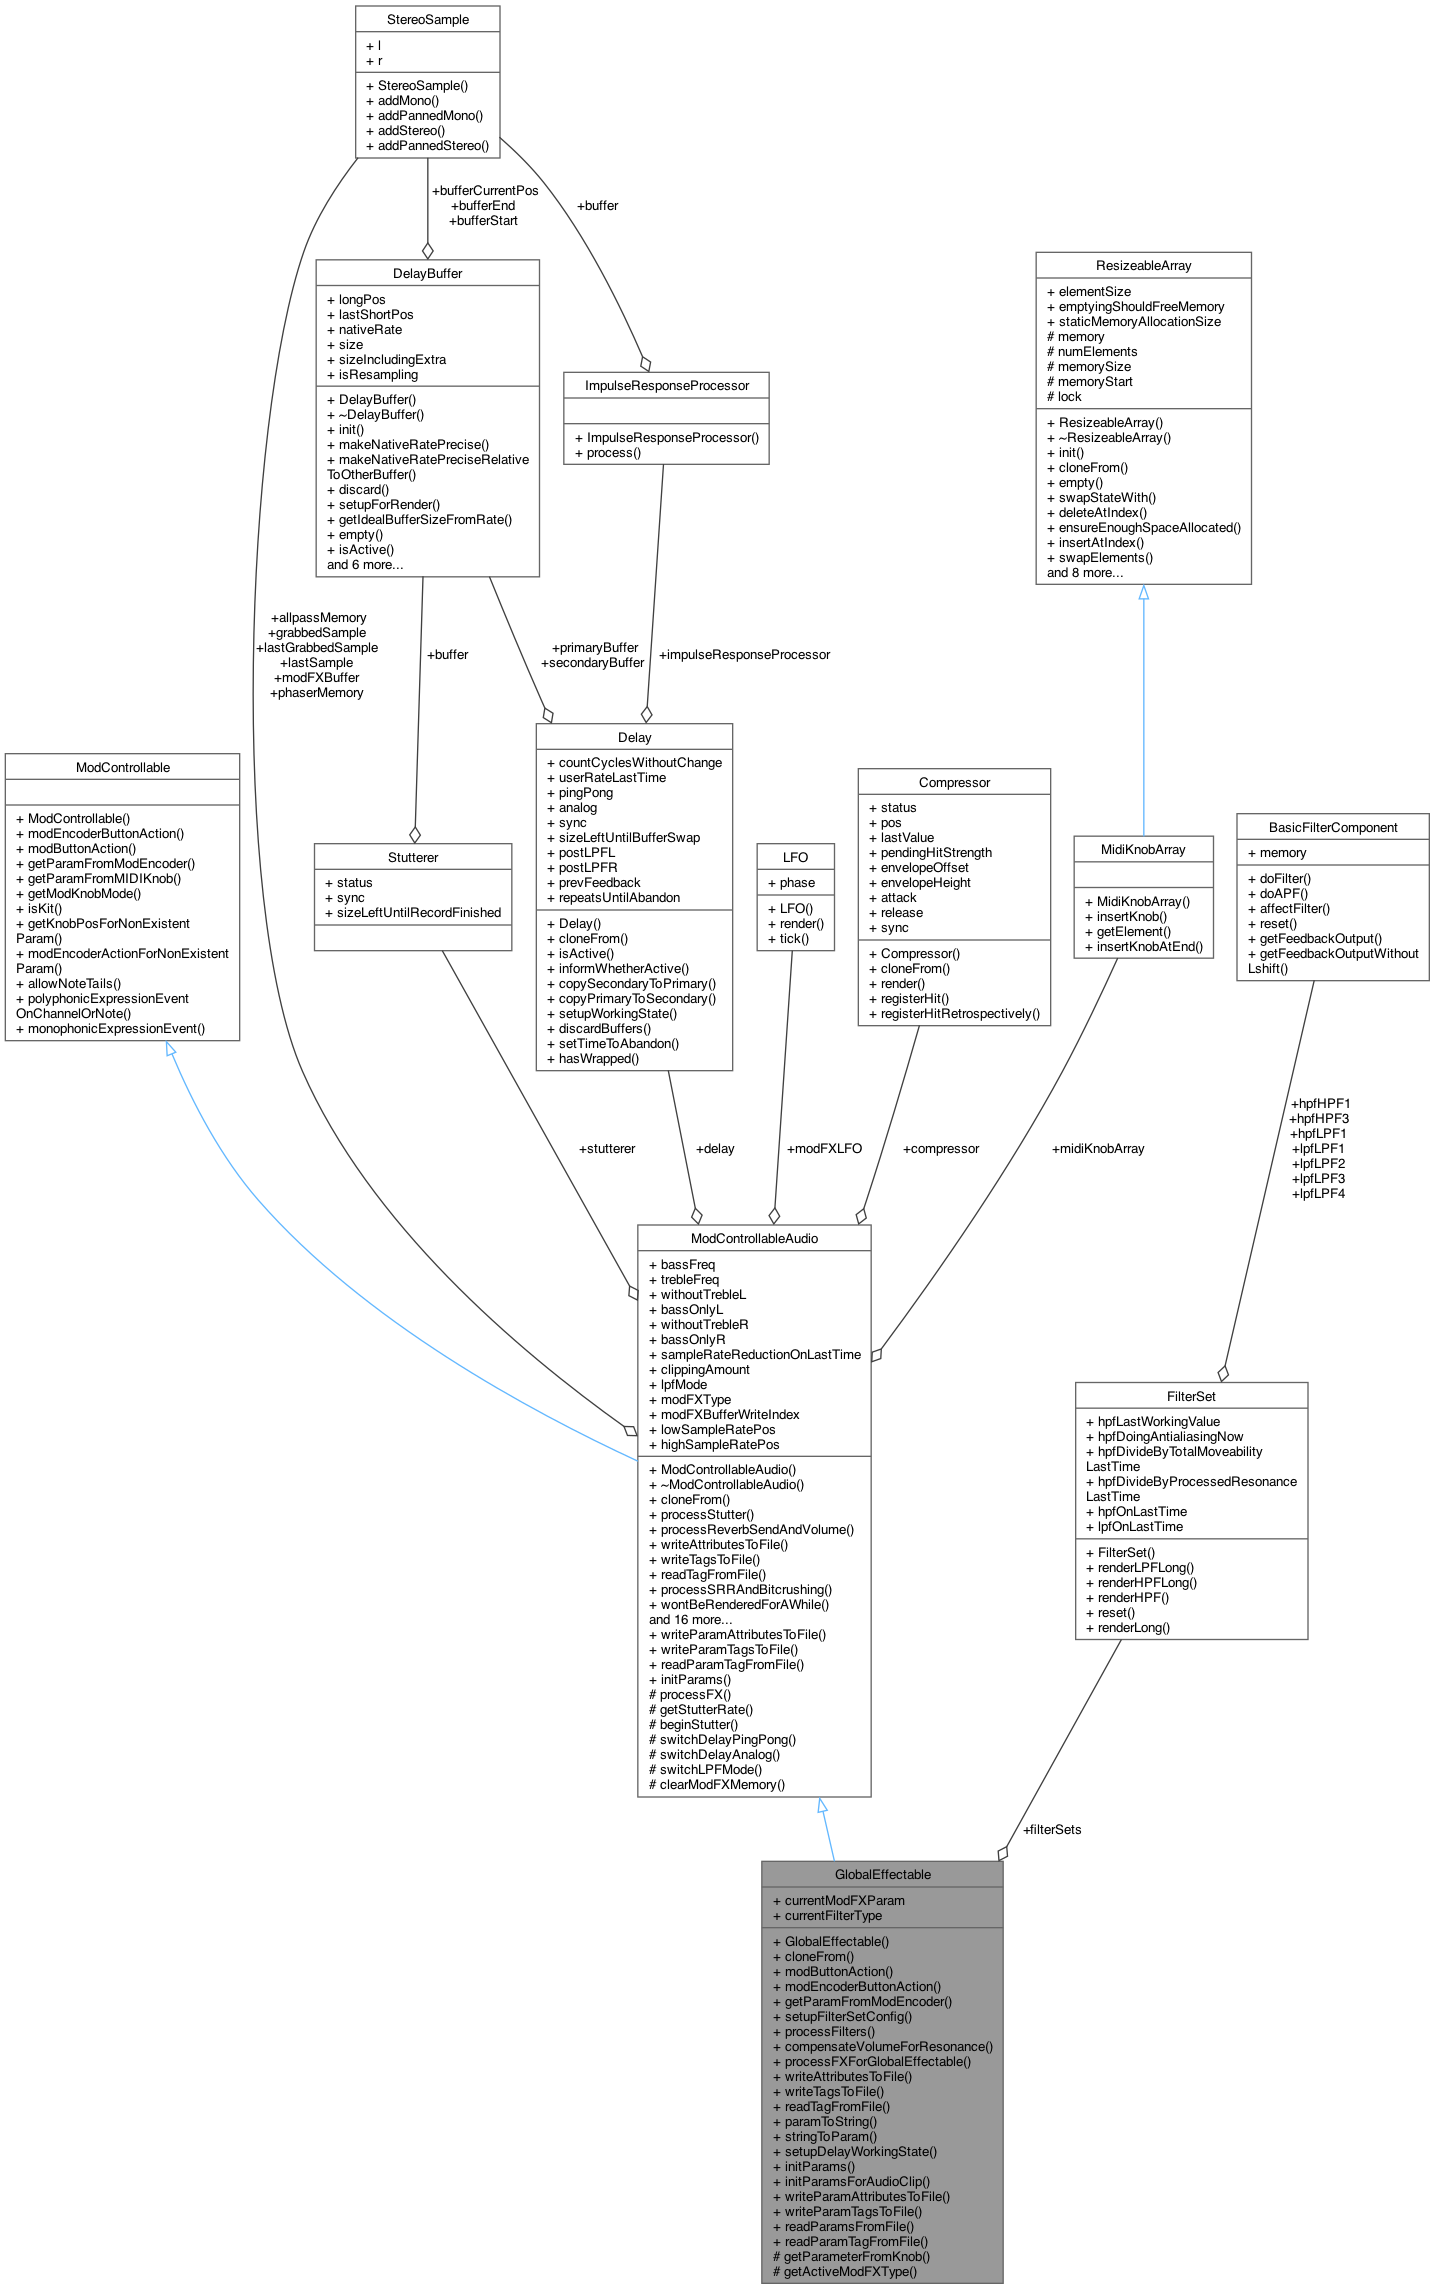 StereoSample
+ l
+ r
+ StereoSample()
+ addMono()
+ addPannedMono()
+ addStereo()
+ addPannedStereo()
+bufferCurrentPos
+bufferEnd
+bufferStart
+buffer
DelayBuffer
+ longPos
+ lastShortPos
+ nativeRate
+ size
+ sizeIncludingExtra
+ isResampling
+ DelayBuffer()
+ ~DelayBuffer()
+ init()
+ makeNativeRatePrecise()
+ makeNativeRatePreciseRelative
ToOtherBuffer()
+ discard()
+ setupForRender()
+ getIdealBufferSizeFromRate()
+ empty()
+ isActive()
and 6 more...
ImpulseResponseProcessor
+ ImpulseResponseProcessor()
+ process()
ResizeableArray
+ elementSize
+ emptyingShouldFreeMemory
+ staticMemoryAllocationSize
# memory
# numElements
# memorySize
# memoryStart
# lock
+ ResizeableArray()
+ ~ResizeableArray()
+ init()
+ cloneFrom()
+ empty()
+ swapStateWith()
+ deleteAtIndex()
+ ensureEnoughSpaceAllocated()
+ insertAtIndex()
+ swapElements()
and 8 more...
+allpassMemory
+grabbedSample
+lastGrabbedSample
+lastSample
+modFXBuffer
+phaserMemory
+buffer
+primaryBuffer
+secondaryBuffer
+impulseResponseProcessor
ModControllable
+ ModControllable()
+ modEncoderButtonAction()
+ modButtonAction()
+ getParamFromModEncoder()
+ getParamFromMIDIKnob()
+ getModKnobMode()
+ isKit()
+ getKnobPosForNonExistent
Param()
+ modEncoderActionForNonExistent
Param()
+ allowNoteTails()
+ polyphonicExpressionEvent
OnChannelOrNote()
+ monophonicExpressionEvent()
Stutterer
+ status
+ sync
+ sizeLeftUntilRecordFinished
Delay
+ countCyclesWithoutChange
+ userRateLastTime
+ pingPong
+ analog
+ sync
+ sizeLeftUntilBufferSwap
+ postLPFL
+ postLPFR
+ prevFeedback
+ repeatsUntilAbandon
+ Delay()
+ cloneFrom()
+ isActive()
+ informWhetherActive()
+ copySecondaryToPrimary()
+ copyPrimaryToSecondary()
+ setupWorkingState()
+ discardBuffers()
+ setTimeToAbandon()
+ hasWrapped()
LFO
+ phase
+ LFO()
+ render()
+ tick()
Compressor
+ status
+ pos
+ lastValue
+ pendingHitStrength
+ envelopeOffset
+ envelopeHeight
+ attack
+ release
+ sync
+ Compressor()
+ cloneFrom()
+ render()
+ registerHit()
+ registerHitRetrospectively()
MidiKnobArray
+ MidiKnobArray()
+ insertKnob()
+ getElement()
+ insertKnobAtEnd()
BasicFilterComponent
+ memory
+ doFilter()
+ doAPF()
+ affectFilter()
+ reset()
+ getFeedbackOutput()
+ getFeedbackOutputWithout
Lshift()
+stutterer
+delay
+modFXLFO
+compressor
+midiKnobArray
+hpfHPF1
+hpfHPF3
+hpfLPF1
+lpfLPF1
+lpfLPF2
+lpfLPF3
+lpfLPF4
ModControllableAudio
+ bassFreq
+ trebleFreq
+ withoutTrebleL
+ bassOnlyL
+ withoutTrebleR
+ bassOnlyR
+ sampleRateReductionOnLastTime
+ clippingAmount
+ lpfMode
+ modFXType
+ modFXBufferWriteIndex
+ lowSampleRatePos
+ highSampleRatePos
+ ModControllableAudio()
+ ~ModControllableAudio()
+ cloneFrom()
+ processStutter()
+ processReverbSendAndVolume()
+ writeAttributesToFile()
+ writeTagsToFile()
+ readTagFromFile()
+ processSRRAndBitcrushing()
+ wontBeRenderedForAWhile()
and 16 more...
+ writeParamAttributesToFile()
+ writeParamTagsToFile()
+ readParamTagFromFile()
+ initParams()
# processFX()
# getStutterRate()
# beginStutter()
# switchDelayPingPong()
# switchDelayAnalog()
# switchLPFMode()
# clearModFXMemory()
FilterSet
+ hpfLastWorkingValue
+ hpfDoingAntialiasingNow
+ hpfDivideByTotalMoveability
LastTime
+ hpfDivideByProcessedResonance
LastTime
+ hpfOnLastTime
+ lpfOnLastTime
+ FilterSet()
+ renderLPFLong()
+ renderHPFLong()
+ renderHPF()
+ reset()
+ renderLong()
+filterSets
GlobalEffectable
+ currentModFXParam
+ currentFilterType
+ GlobalEffectable()
+ cloneFrom()
+ modButtonAction()
+ modEncoderButtonAction()
+ getParamFromModEncoder()
+ setupFilterSetConfig()
+ processFilters()
+ compensateVolumeForResonance()
+ processFXForGlobalEffectable()
+ writeAttributesToFile()
+ writeTagsToFile()
+ readTagFromFile()
+ paramToString()
+ stringToParam()
+ setupDelayWorkingState()
+ initParams()
+ initParamsForAudioClip()
+ writeParamAttributesToFile()
+ writeParamTagsToFile()
+ readParamsFromFile()
+ readParamTagFromFile()
# getParameterFromKnob()
# getActiveModFXType()